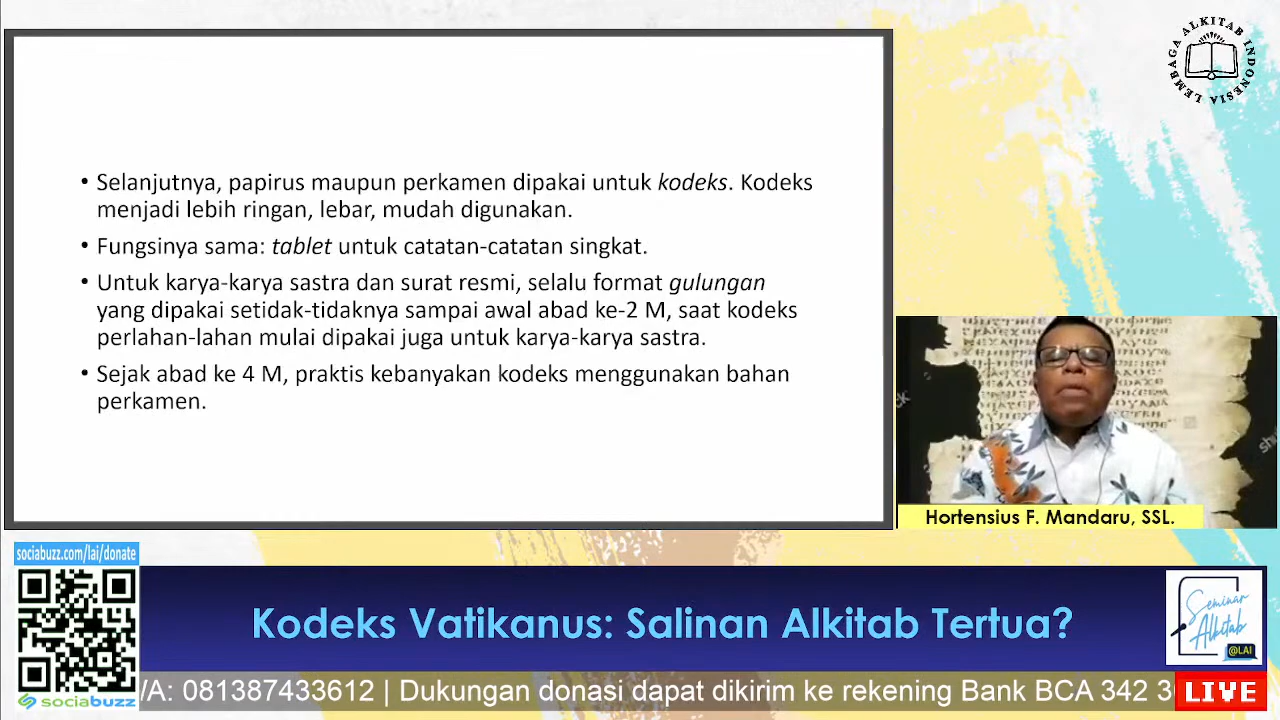 • Selanjutnya, papirus maupun perkamen dipakai untuk kodeks. Kodeks
menjadi lebih ringan, lebar, mudah digunakan.
• Fungsinya sama: tablet untuk catatan-catatan singkat.
• Untuk karya-karya sastra dan surat resmi, selalu format gulungan
yang dipakai setidak-tidaknya sampai awal abad ke-2 M, saat kodeks
perlahan-lahan mulai dipakai juga untuk karya-karya sastra.
• Sejak abad ke 4 M, praktis kebanyakan kodeks menggunakan bahan
perkamen.
LEMBAGA ALKITAB INDONESIA
Hortensius F. Mandaru, SSL.
sociabuzz.com/lai/donate
sociabuzz
Kodeks Vatikanus: Salinan Alkitab Tertua?
Seminar
Alkitab
@LAI
/A: 081387433612 | Dukungan donasi dapat dikirim ke rekening Bank BCA 342 3
LIVE